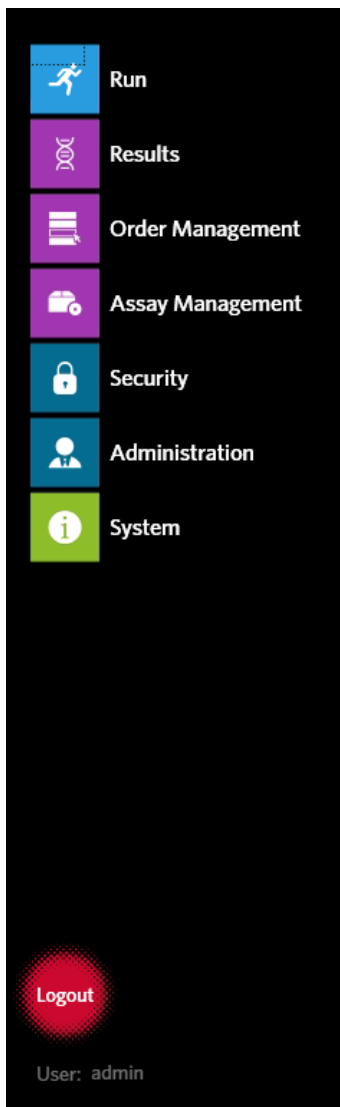 Run
Results
Order Management
Assay Management
Security
Administration
System
Logout
User: admin